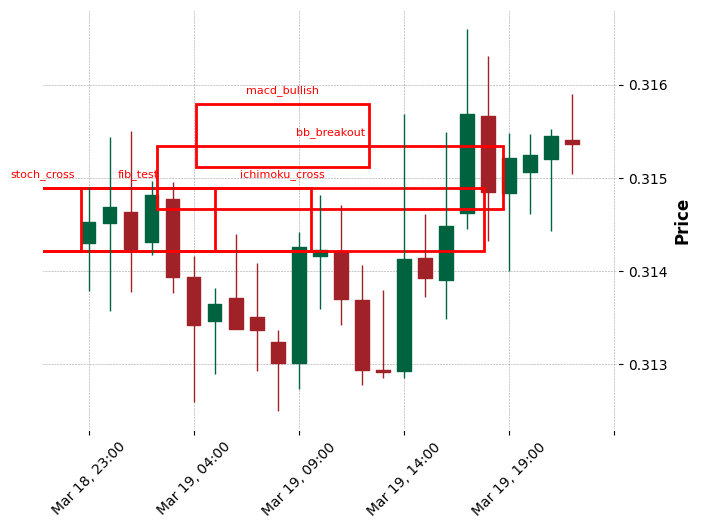 macd_bullish
bb_breakout
stoch_cross
fib_test
ichimoku_cross
0.316
0.315
0.314
0.313
Price
Mar 18, 23:00
Mar 19, 04:00
Mar 19, 09:00
Mar 19, 14:00
Mar 19, 19:00